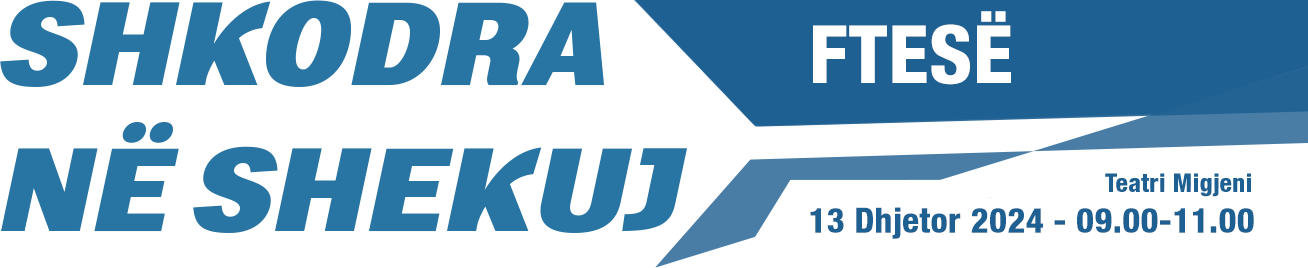 SHKODRA
NË SHEKUJ
FTESË
Teatri Migjeni
13 Dhjetor 2024 - 09.00-11.00